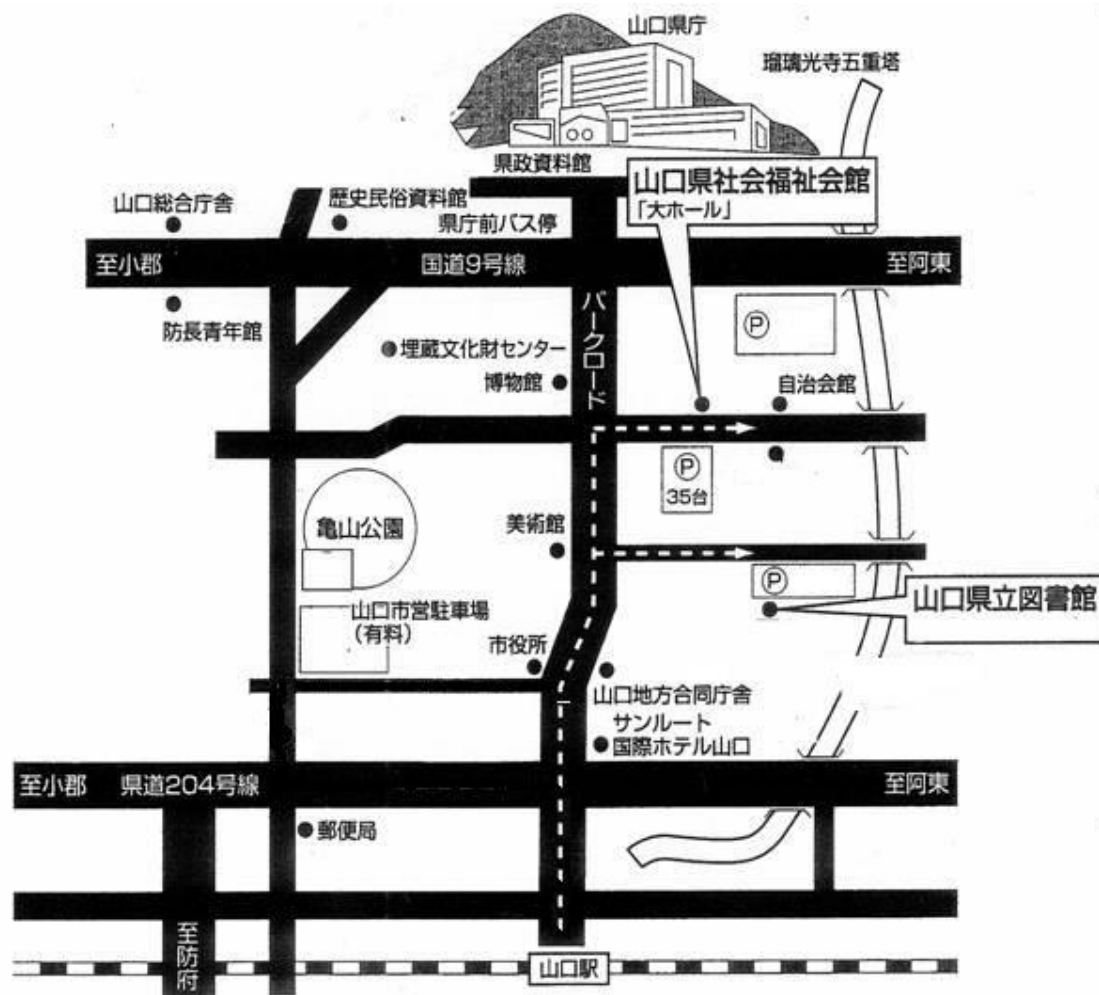 山口県庁
瑠璃光寺五重塔
県政資料館
山口県社会福祉会館
「大ホール」
山口総合庁舎
歴史民俗資料館
県庁前バス停
至小郡
国道9号線
至阿東
防長青年館
パークロード
P
埋蔵文化財センター
博物館
自治会館
P
35台
亀山公園
美術館
P
山口県立図書館
山口市営駐車場
(有料)
市役所
山口地方合同庁舎
サンルート
国際ホテル山口
至小郡
県道204号線
至阿東
郵便局
至防府
山口駅